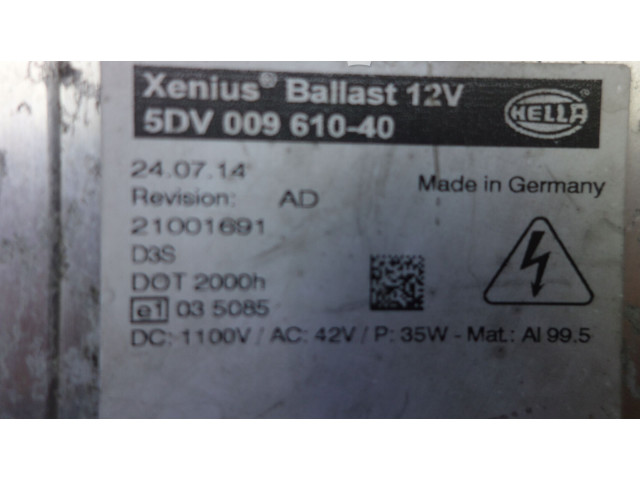 Xenius® Ballast 12V
5DV 009 610-40
HELLA
24.07.14
Revision: AD
Made in Germany
21001691
D3S
DOT 2000h
e1 03 5085
DC: 1100V / AC: 42V / P: 35W - Mat.: Al 99.5